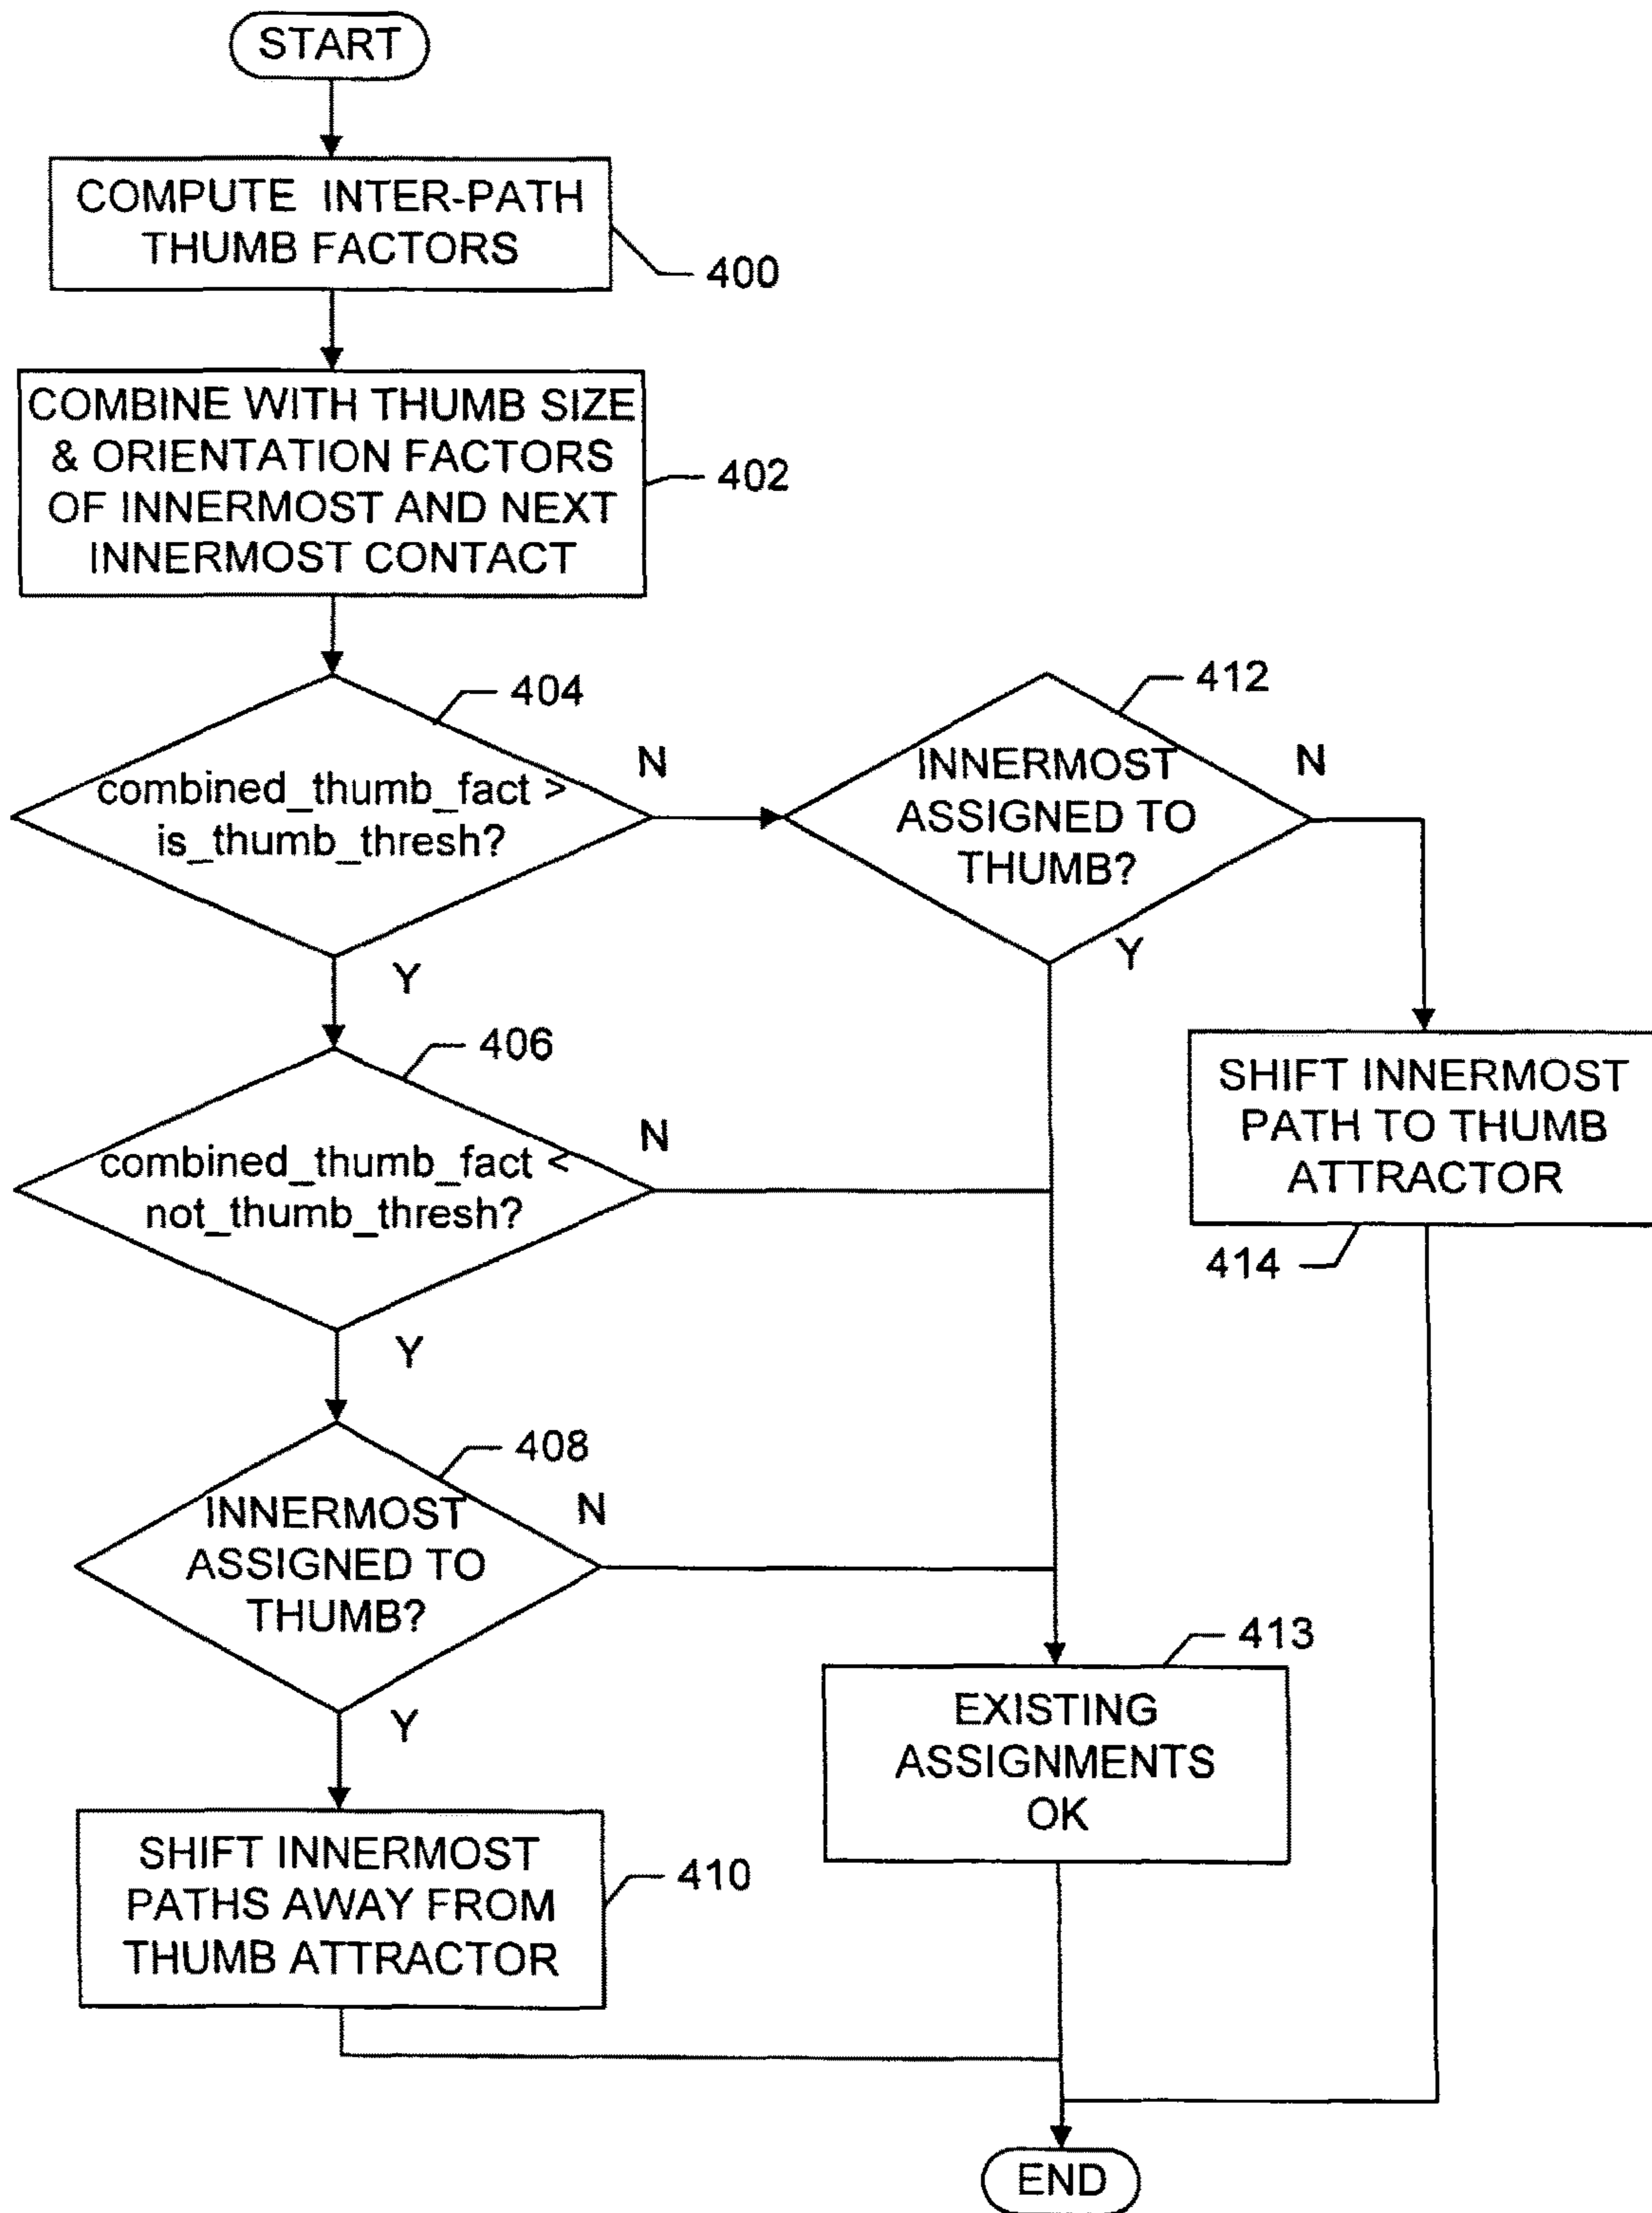 START
COMPUTE INTER-PATH
THUMB FACTORS
400
COMBINE WITH THUMB SIZE
& ORIENTATION FACTORS
OF INNERMOST AND NEXT
INNERMOST CONTACT
402
404
combined_thumb_fact >
is_thumb_thresh?
N
Y
412
INNERMOST
ASSIGNED TO
THUMB?
N
Y
406
combined_thumb_fact <
not_thumb_thresh?
N
Y
SHIFT INNERMOST
PATH TO THUMB
ATTRACTOR
414
408
INNERMOST
ASSIGNED TO
THUMB?
N
Y
413
EXISTING
ASSIGNMENTS
OK
SHIFT INNERMOST
PATHS AWAY FROM
THUMB ATTRACTOR
410
END